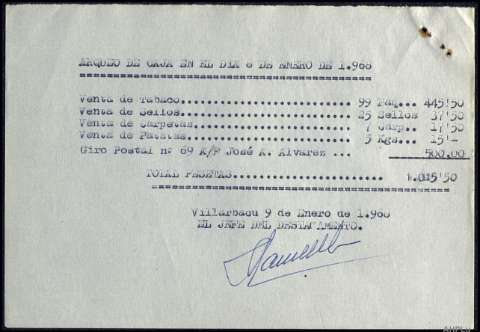 ARQUEO DE CAJA EN EL DIA 8 DE ENERO DE 1.960
Venta de Tabaco................................ 99 Paq... 445'50
Venta de Sellos................................ 25 Sellos 37'50
Venta de Carpetas.............................. 7 Carp.. 17'50
Venta de Patatas............................... 5 Kgs... 15'-
Giro Postal nº 69 R/P José A. Alvarez ... 500,00
TOTAL PESETAS........................... 1.015'50
Villarbacu 9 de Enero de 1.960
EL JEFE DEL DESTACAMENTO.